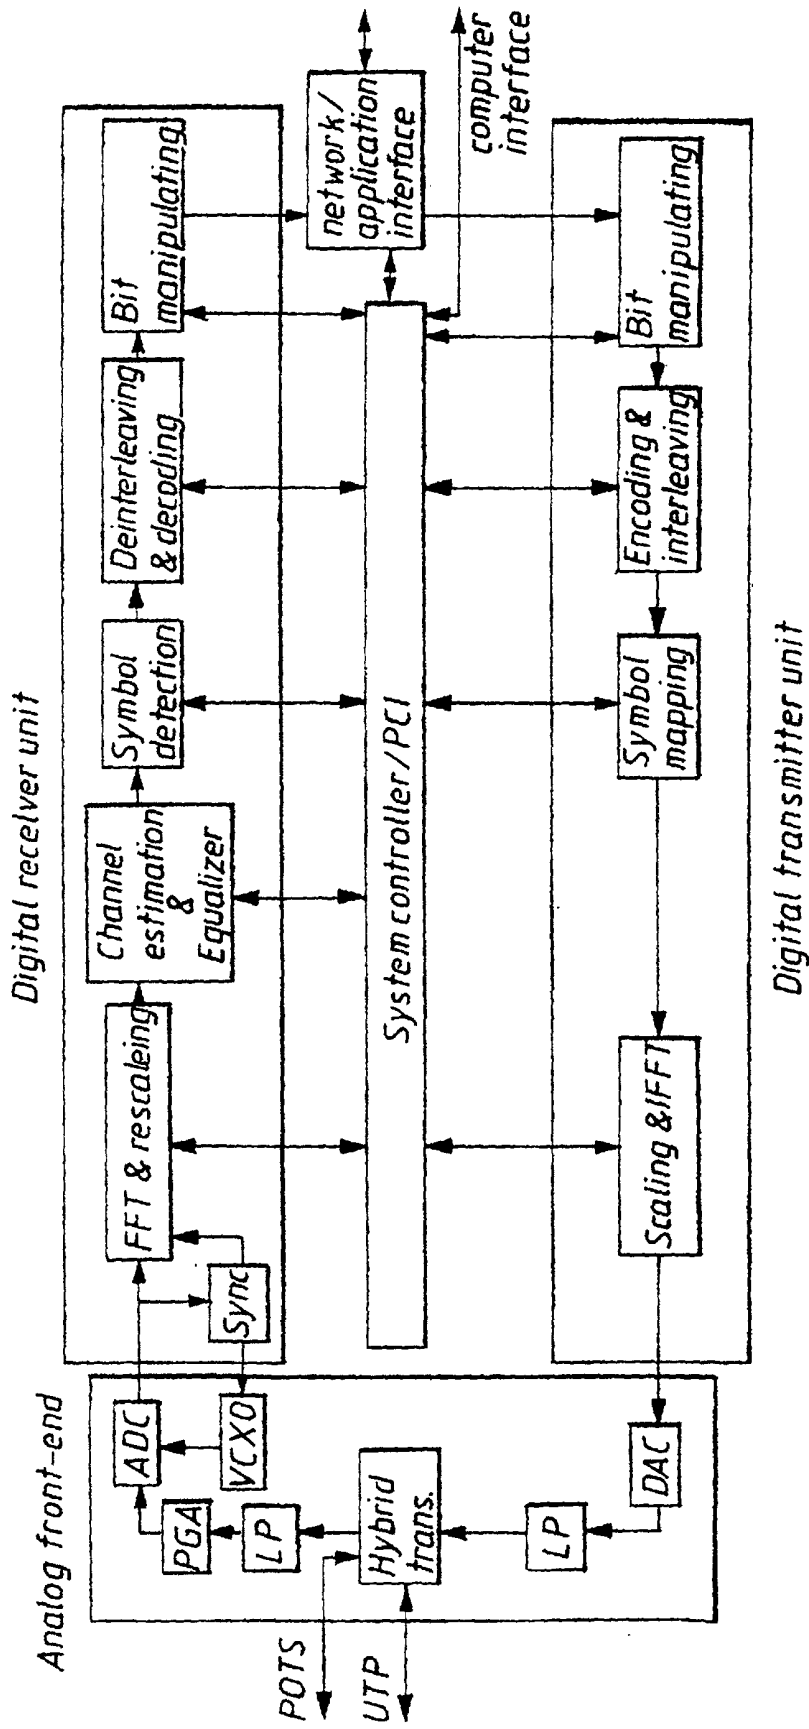 Digital receiver unit
Analog front-end
ADC
VCXO
PGA
LP
Hybrid
trans.
POTS
UTP
LP
DAC
FFT & rescaleing
Sync
Channel
estimation
&
Equalizer
Symbol
detection
Deinterleaving
& decoding
Bit
manipulating
network/
application
interface
computer
interface
System controller/PCI
Scaling & IFFT
Symbol
mapping
Encoding &
interleaving
Bit
manipulating
Digital transmitter unit